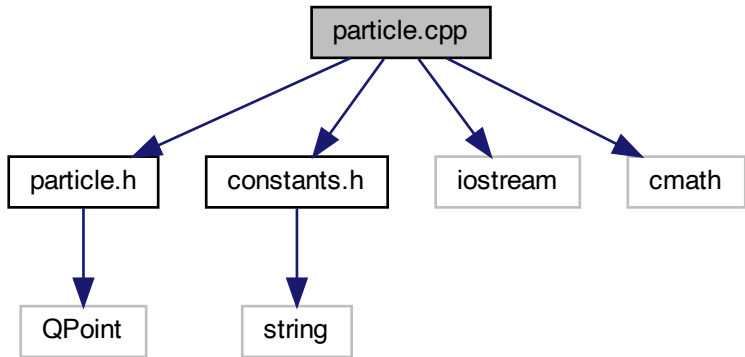 particle.cpp
particle.h
constants.h
iostream
cmath
QPoint
string